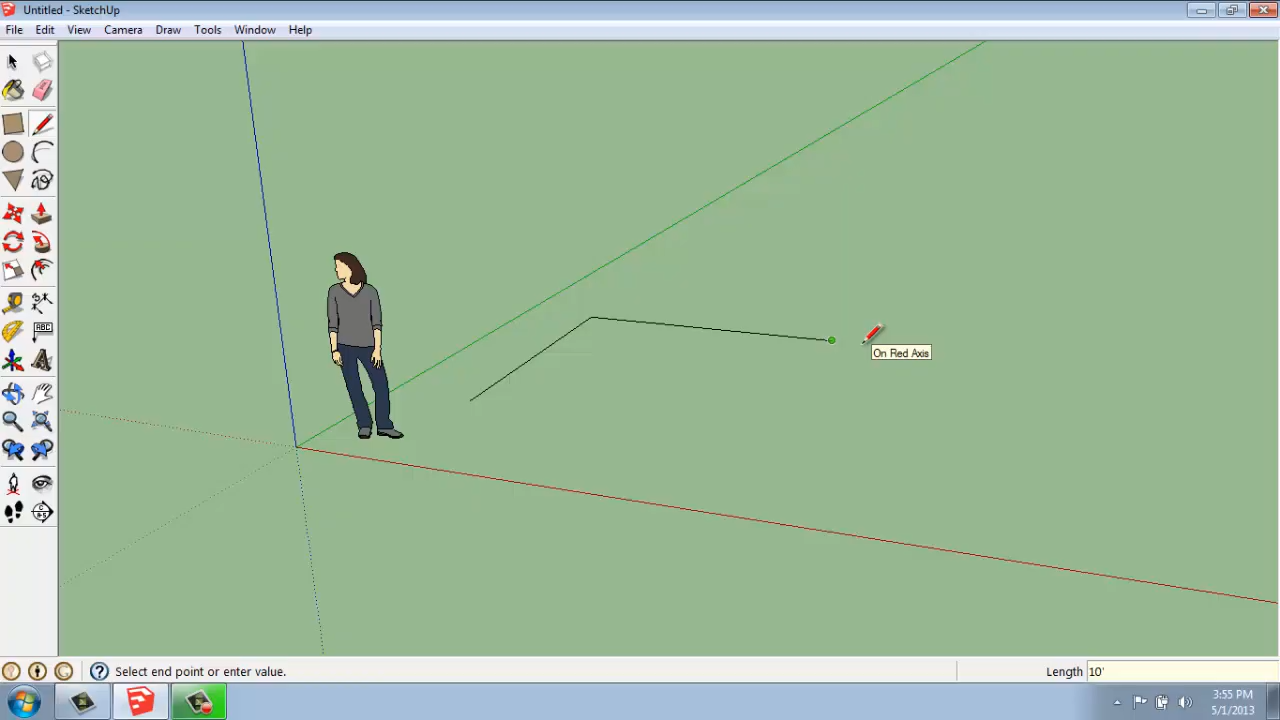 Untitled - SketchUp
File Edit View Camera Draw Tools Window Help
ABC
On Red Axis
Select end point or enter value.
Length 10'
3:55 PM
5/1/2013